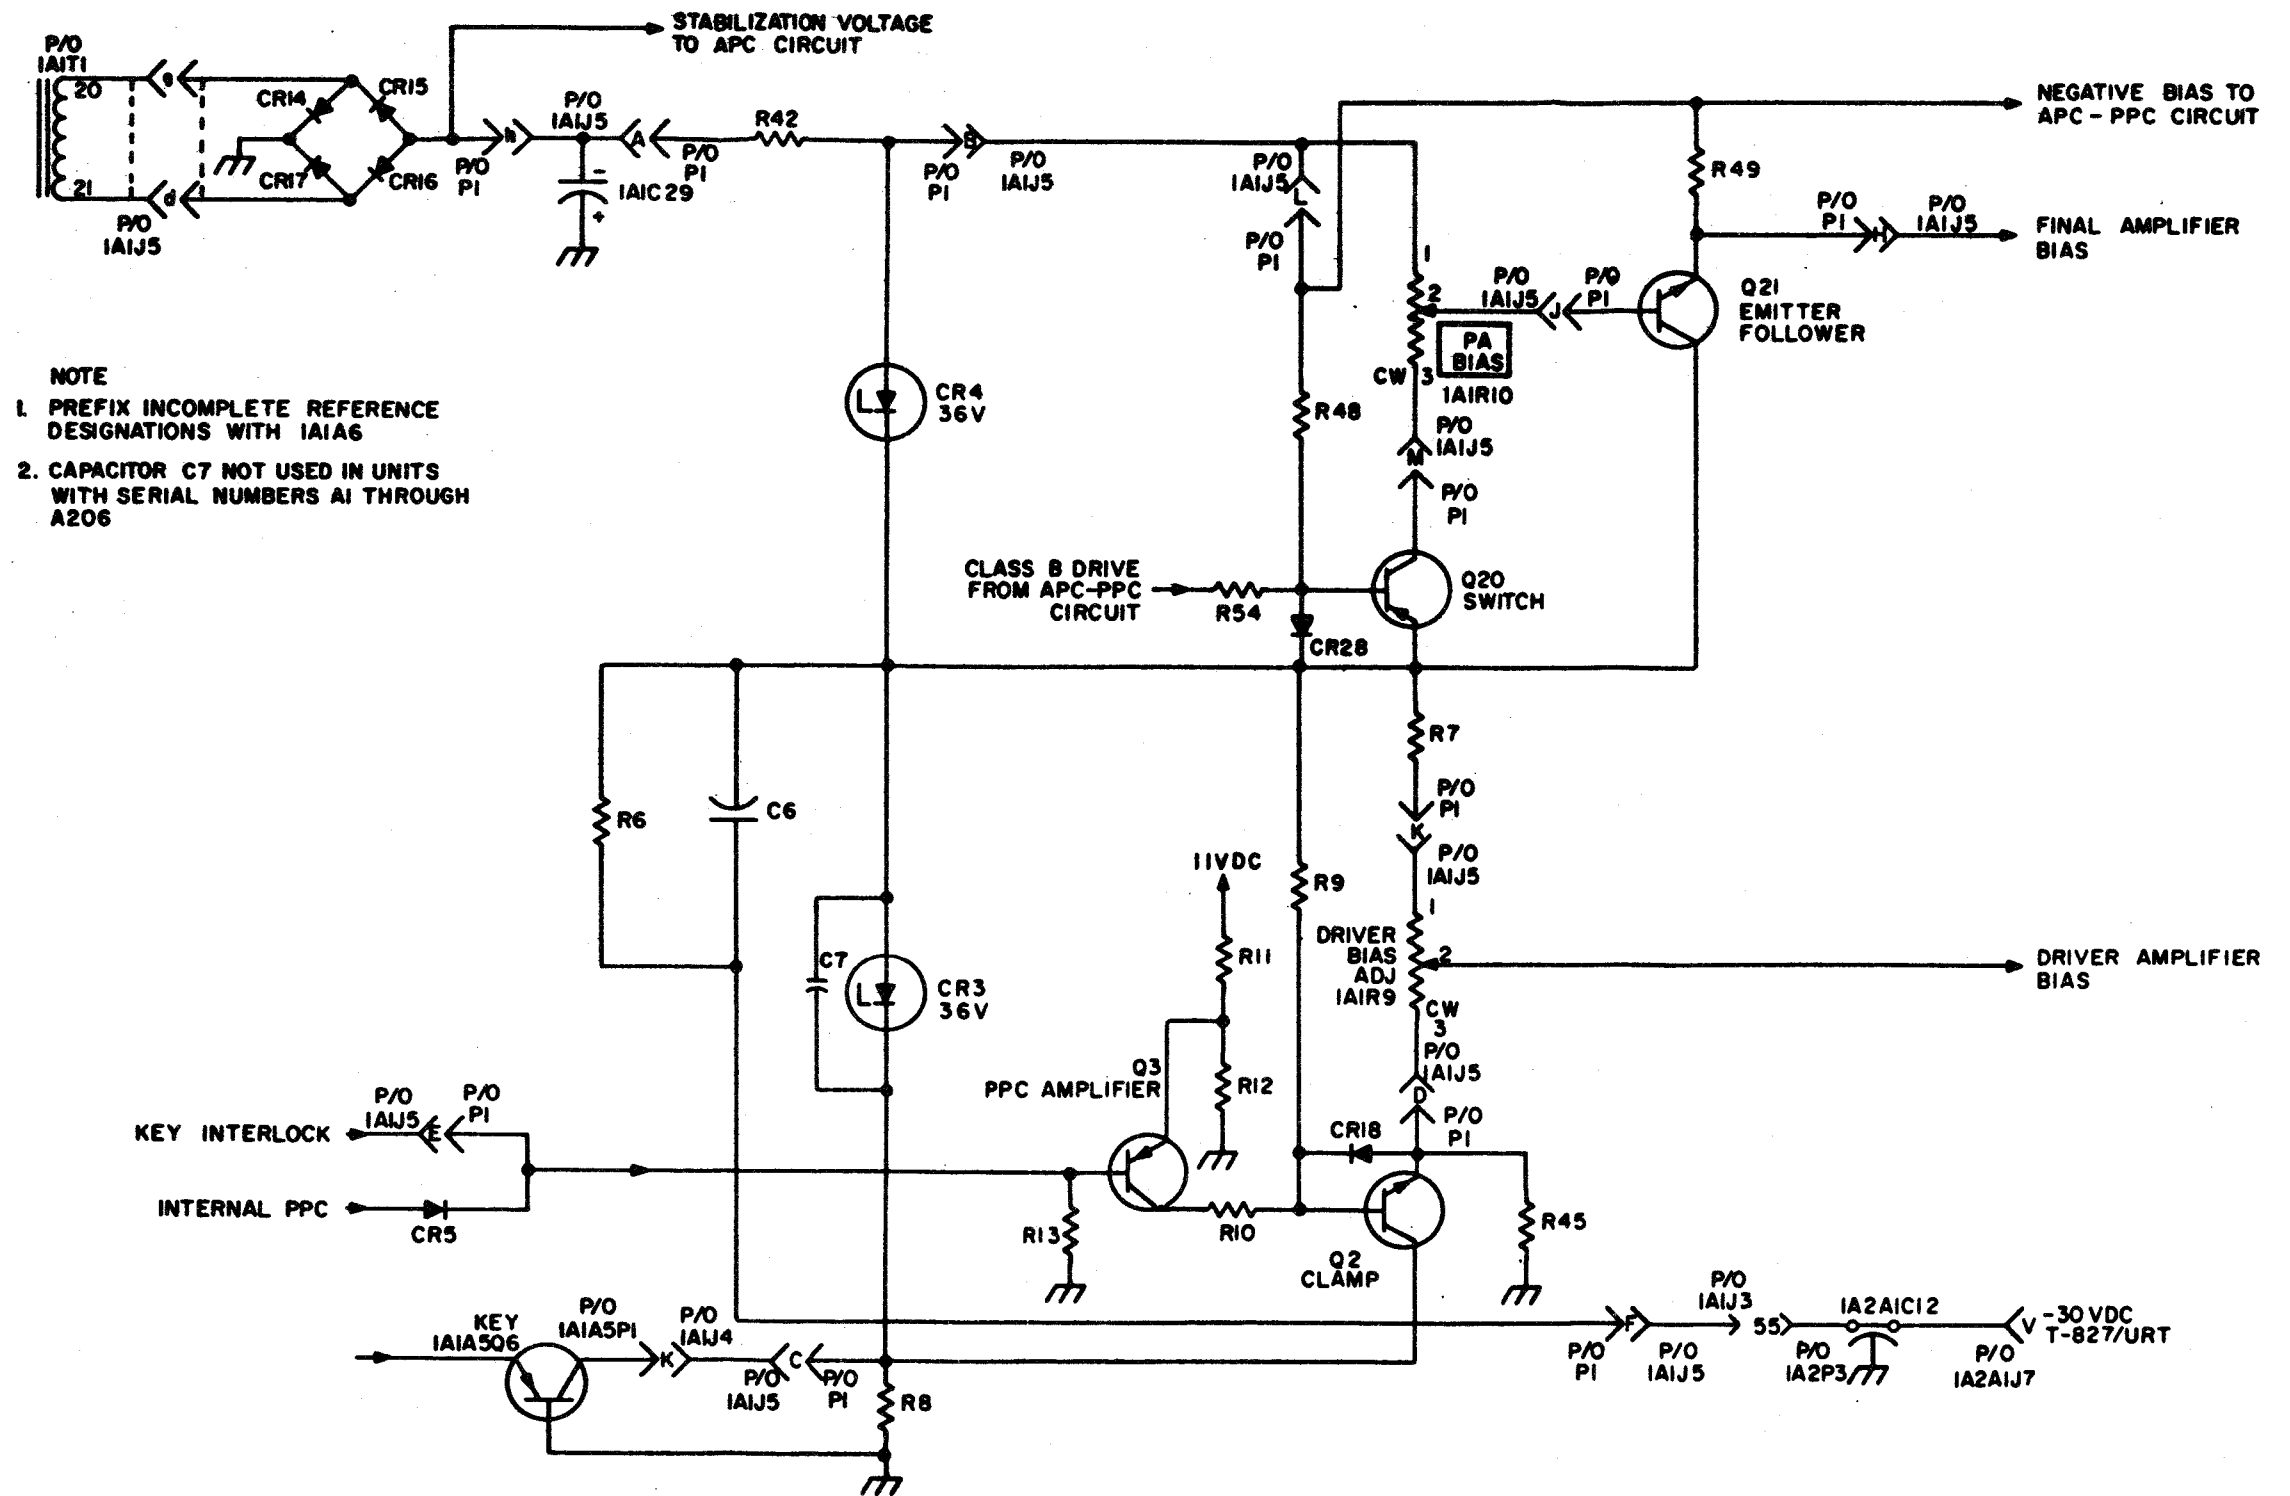 STABILIZATION VOLTAGE
TO APC CIRCUIT
P/O
1A1T1
20
21
e
d
P/O
1A1J5
CR14
CR15
CR17
CR16
P/O
P1
h
P/O
1A1J5
-
+
1A1C29
A
P/O
P1
R42
P/O
P1
B
P/O
1A1J5
P/O
1A1J5
L
P/O
P1
NEGATIVE BIAS TO
APC-PPC CIRCUIT
R49
P/O
P1
H
P/O
1A1J5
FINAL AMPLIFIER
BIAS
1
2
CW 3
PA
BIAS
1A1R10
P/O
1A1J5
J
P/O
P1
Q21
EMITTER
FOLLOWER
NOTE
1. PREFIX INCOMPLETE REFERENCE
DESIGNATIONS WITH 1A1A6
2. CAPACITOR C7 NOT USED IN UNITS
WITH SERIAL NUMBERS A1 THROUGH
A206
CR4
36V
R48
P/O
1A1J5
M
P/O
P1
CLASS B DRIVE
FROM APC-PPC
CIRCUIT
R54
Q20
SWITCH
CR28
R7
P/O
P1
K
P/O
1A1J5
R6
C6
11VDC
R9
R11
DRIVER
BIAS
ADJ
1A1R9
1
2
CW
3
DRIVER AMPLIFIER
BIAS
C7
CR3
36V
P/O
1A1J5
D
P/O
P1
Q3
PPC AMPLIFIER
R12
KEY INTERLOCK
P/O
1A1J5
E
P/O
P1
CR18
INTERNAL PPC
CR5
R13
R10
Q2
CLAMP
R45
KEY
1A1A5Q6
P/O
1A1A5P1
K
P/O
1A1J4
P/O
1A1J5
C
P/O
P1
R8
P/O
P1
F
P/O
1A1J5
P/O
1A1J3
55
P/O
1A2P3
1A2A1C12
V
P/O
1A2A1J7
-30VDC
T-827/URT